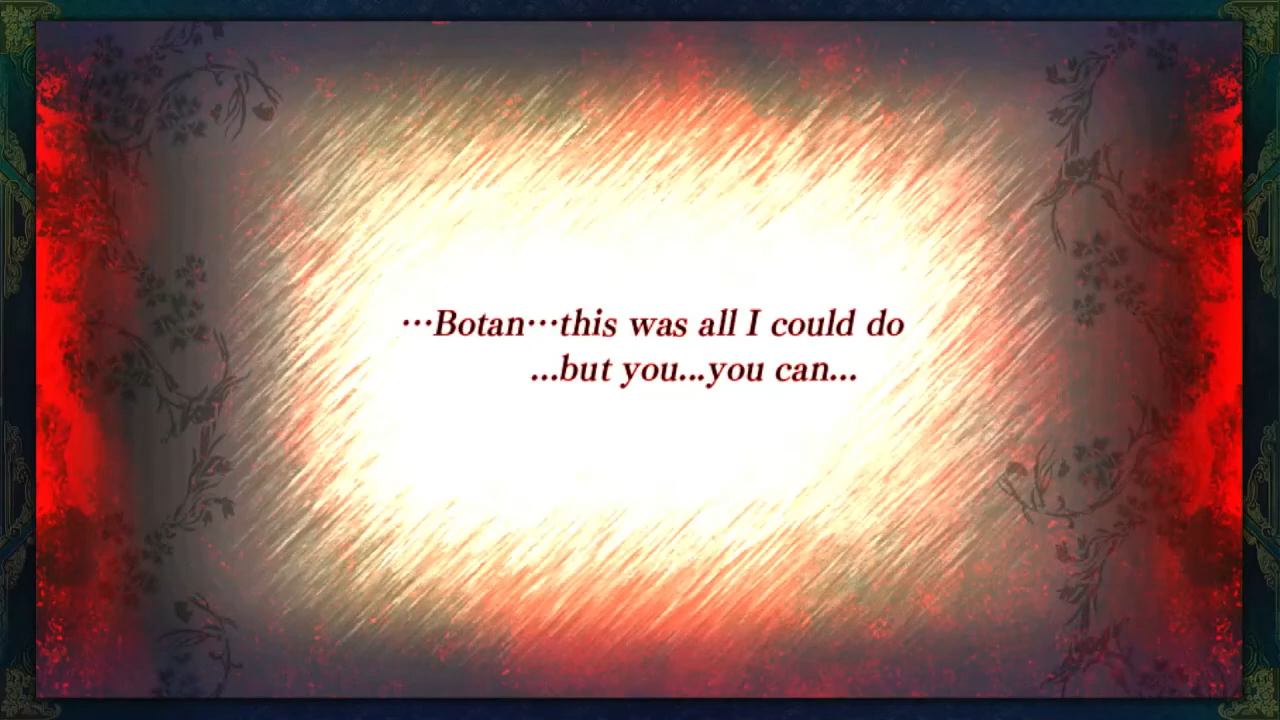 ⋯Botan⋯this was all I could do
...but you...you can...